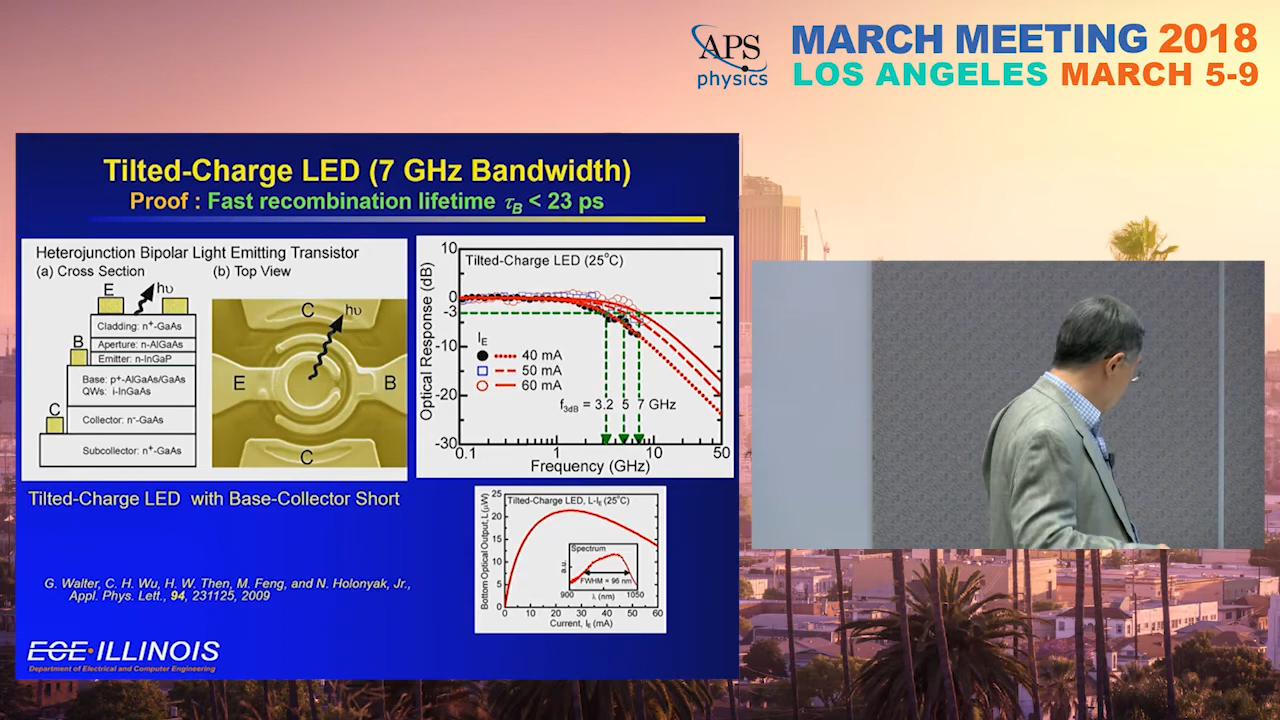 APS
physics
MARCH MEETING 2018
LOS ANGELES MARCH 5-9
Tilted-Charge LED (7 GHz Bandwidth)
Proof : Fast recombination lifetime τB < 23 ps
Heterojunction Bipolar Light Emitting Transistor
(a) Cross Section (b) Top View
E hυ
Cladding: n+-GaAs
Aperture: n-AlGaAs
B
Emitter: n-InGaP
Base: p+-AlGaAs/GaAs
QWs: i-InGaAs
C
Collector: n--GaAs
Subcollector: n+-GaAs
C hυ
E B
C
Tilted-Charge LED (25°C)
Optical Response (dB)
10
0
-3
-10
-20
-30
IE
40 mA
50 mA
60 mA
f3dB = 3.2 5 7 GHz
0.1 1 10 50
Frequency (GHz)
Tilted-Charge LED with Base-Collector Short
Tilted-Charge LED, L-IE (25°C)
Bottom Optical Output, L (μW)
25
20
15
10
5
0
Spectrum
a.u.
FWHM = 96 nm
900 1050
λ (nm)
0 10 20 30 40 50 60
Current, IE (mA)
G. Walter, C. H. Wu, H. W. Then, M. Feng, and N. Holonyak, Jr.,
Appl. Phys. Lett., 94, 231125, 2009
ECE ILLINOIS
Department of Electrical and Computer Engineering